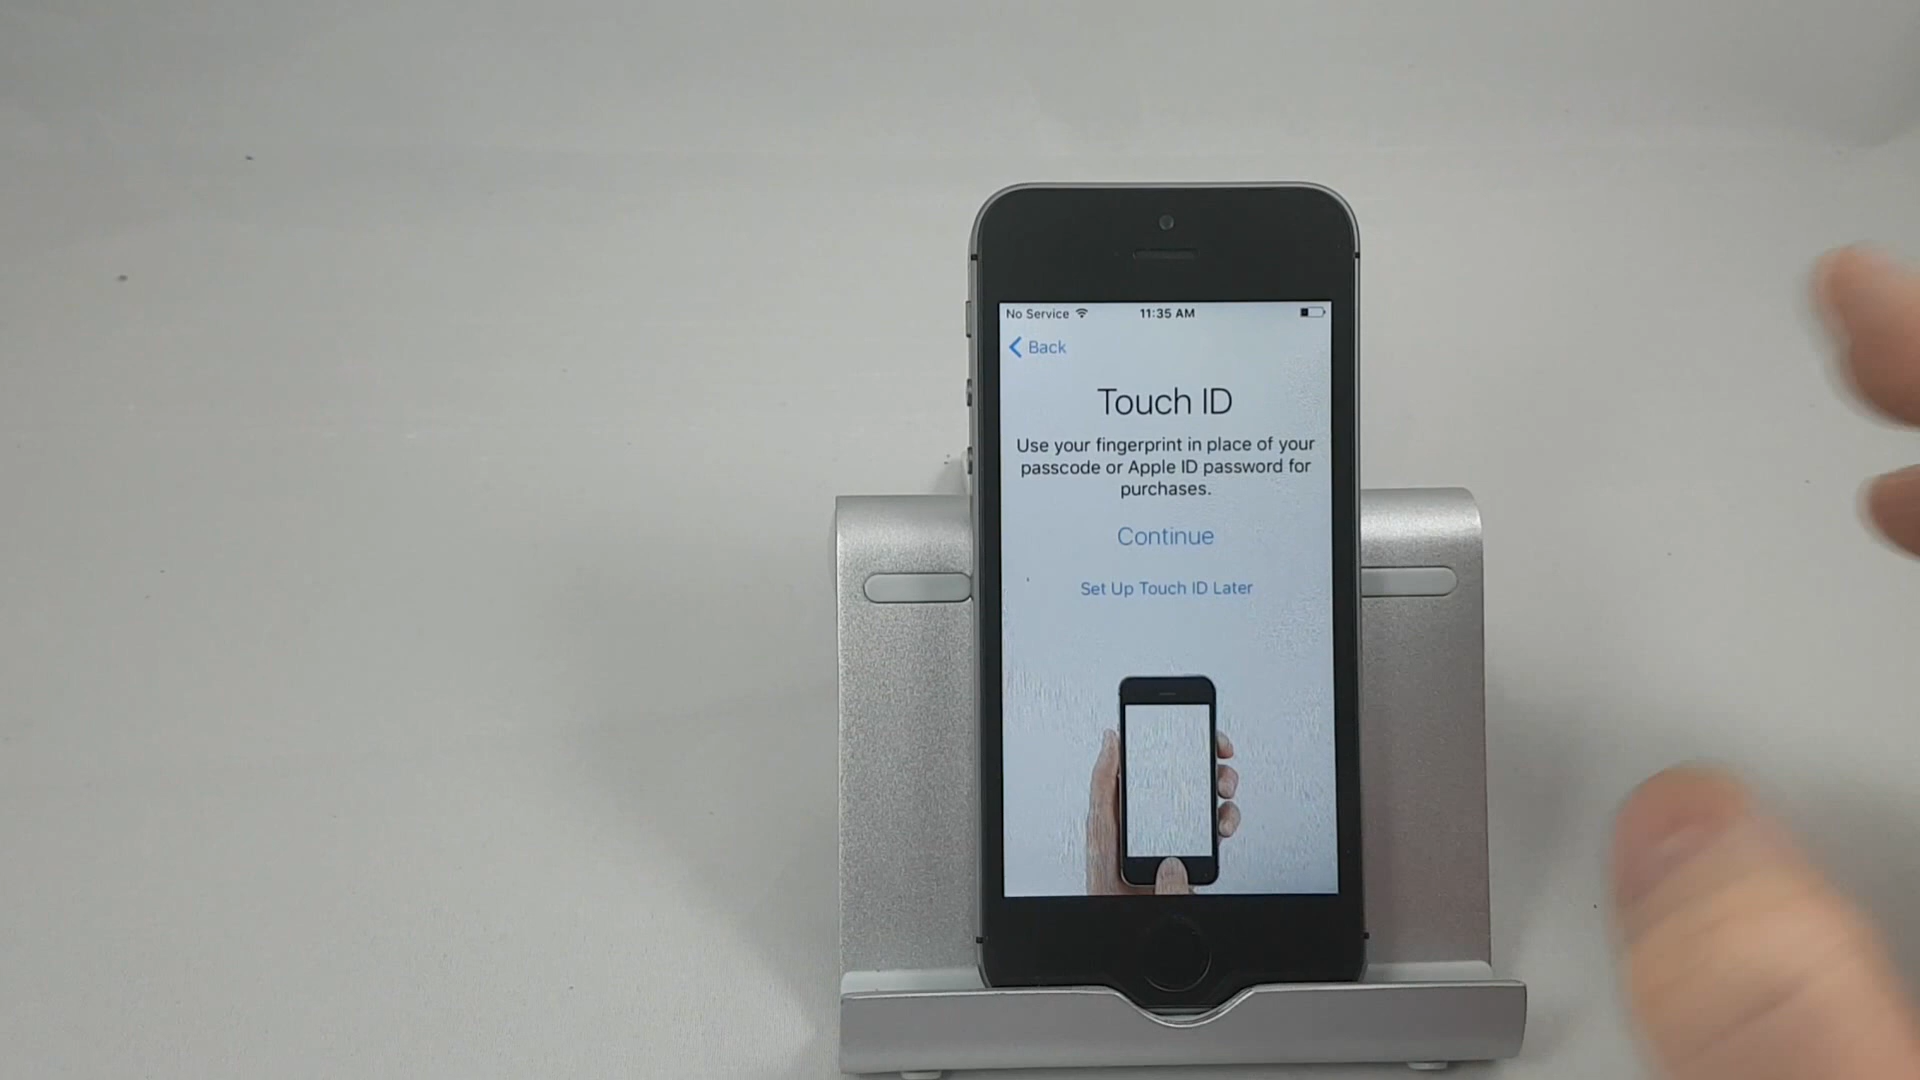 No Service 11:35 AM
Back
Touch ID
Use your fingerprint in place of your
passcode or Apple ID password for
purchases.
Continue
Set Up Touch ID Later